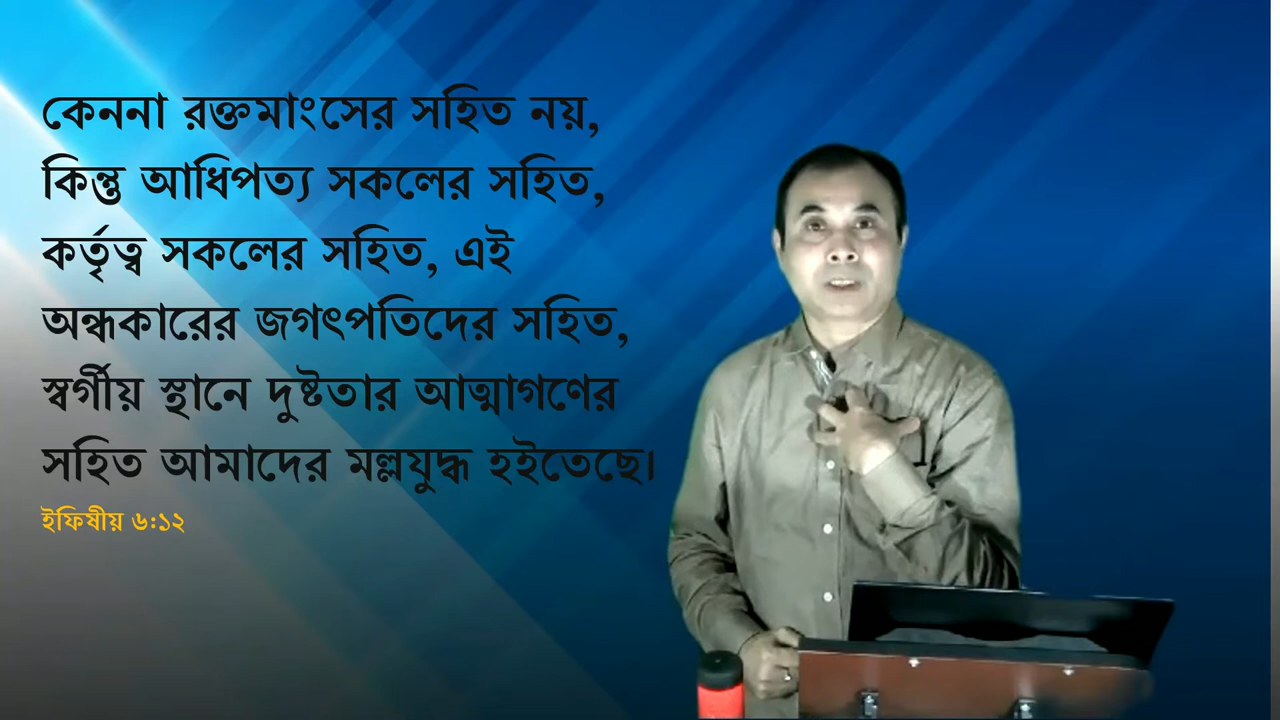 কেননা রক্তমাংসের সহিত নয়,
কিন্তু আধিপত্য সকলের সহিত,
কর্তৃত্ব সকলের সহিত, এই
অন্ধকারের জগৎপতিদের সহিত,
স্বর্গীয় স্থানে দুষ্টতার আত্মাগণের
সহিত আমাদের মল্লযুদ্ধ হইতেছে।
ইফিষীয় ৬:১২